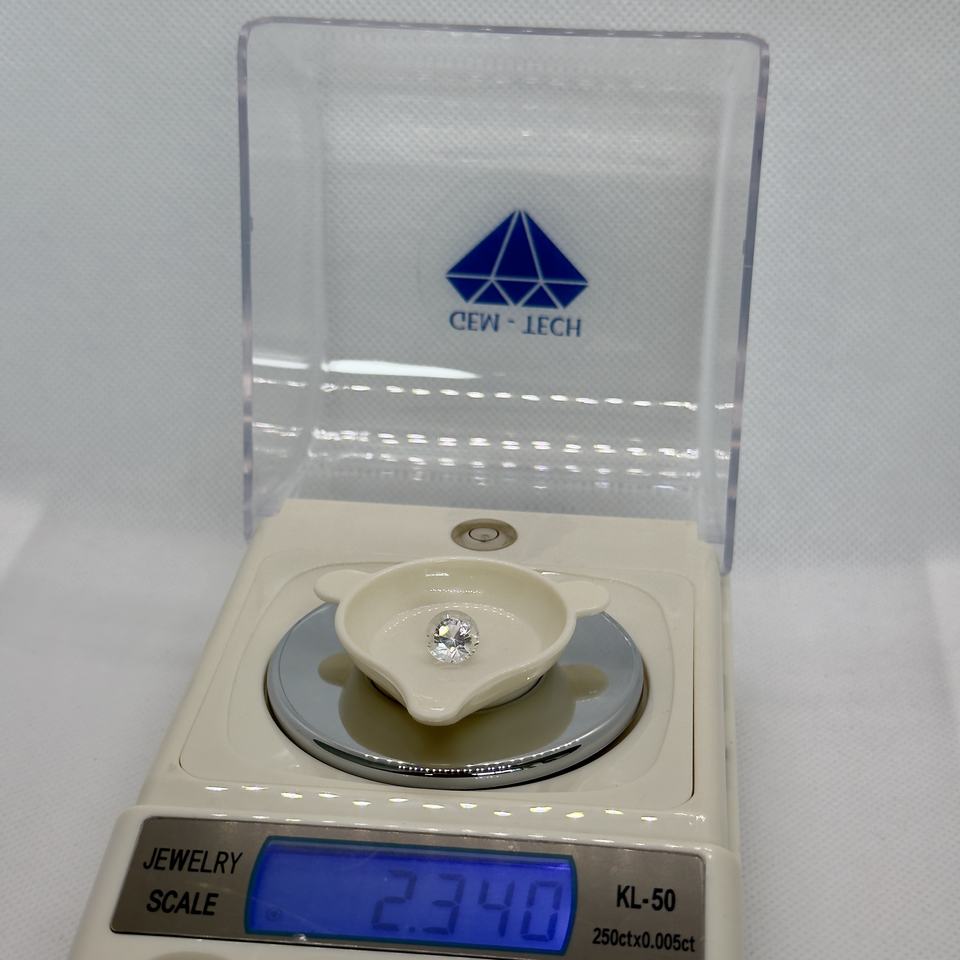 GEM - TECH
JEWELRY
SCALE
2.340
KL-50
250ctx0.005ct